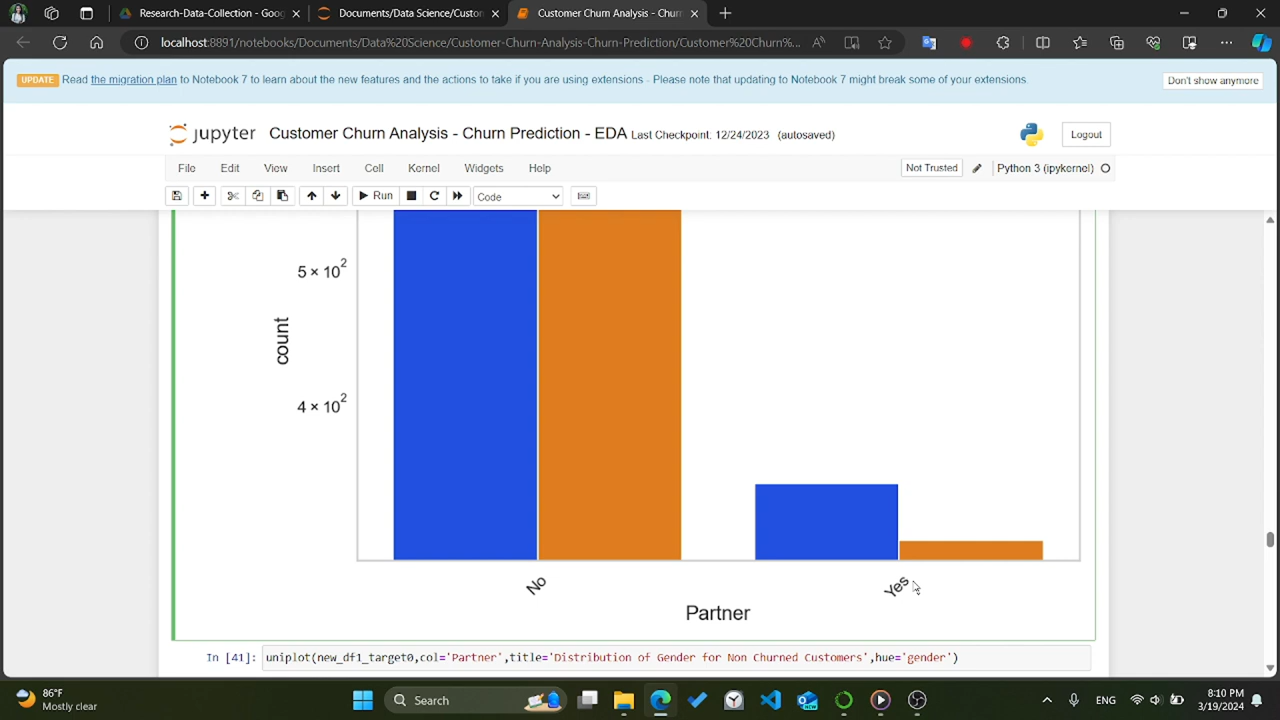 Research-Data-Collection - Goog
Documents/Data Science/Custom
Customer Churn Analysis - Churn
localhost:8891/notebooks/Documents/Data%20Science/Customer-Churn-Analysis-Churn-Prediction/Customer%20Churn%...
UPDATE Read the migration plan to Notebook 7 to learn about the new features and the actions to take if you are using extensions - Please note that updating to Notebook 7 might break some of your extensions.
Don't show anymore
jupyter Customer Churn Analysis - Churn Prediction - EDA Last Checkpoint: 12/24/2023 (autosaved)
Logout
File Edit View Insert Cell Kernel Widgets Help
Not Trusted
Python 3 (ipykernel)
Run
Code
5 × 10²
count
4 × 10²
No
Yes
Partner
In [41]: uniplot(new_df1_target0,col='Partner',title='Distribution of Gender for Non Churned Customers',hue='gender')
86°F
Mostly clear
Search
ENG
8:10 PM
3/19/2024